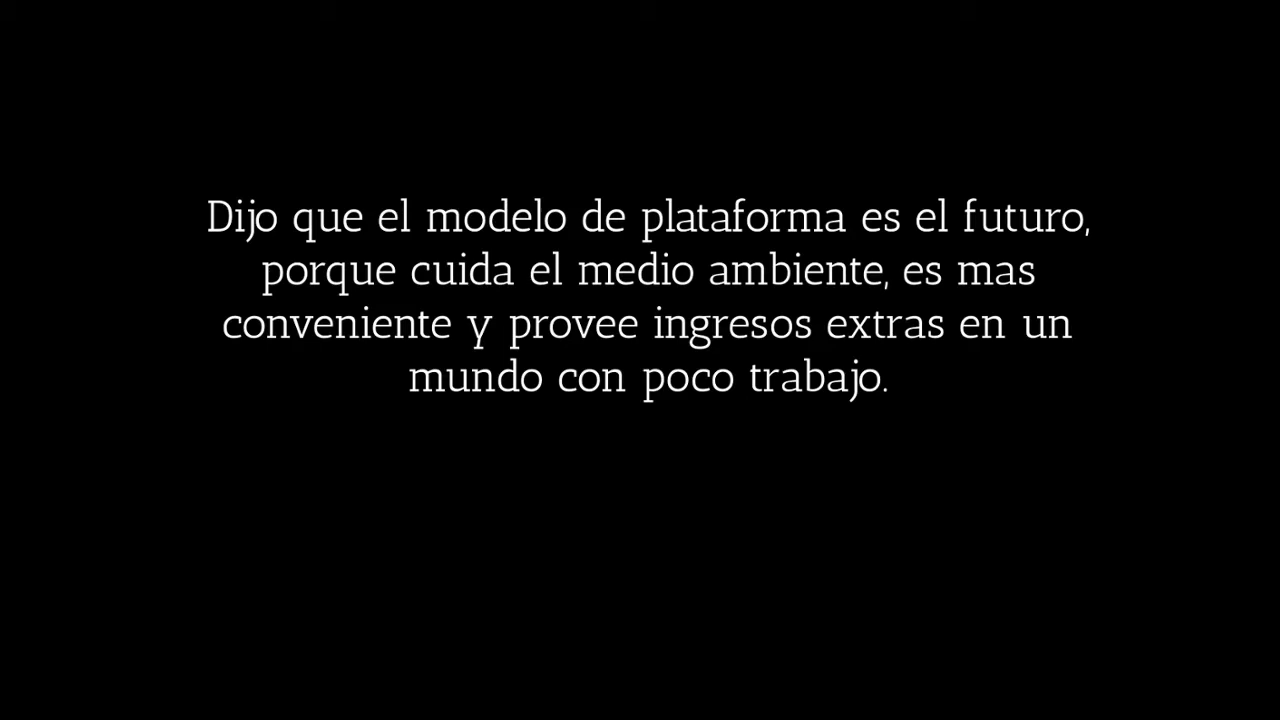 Dijo que el modelo de plataforma es el futuro,
porque cuida el medio ambiente, es mas
conveniente y provee ingresos extras en un
mundo con poco trabajo.